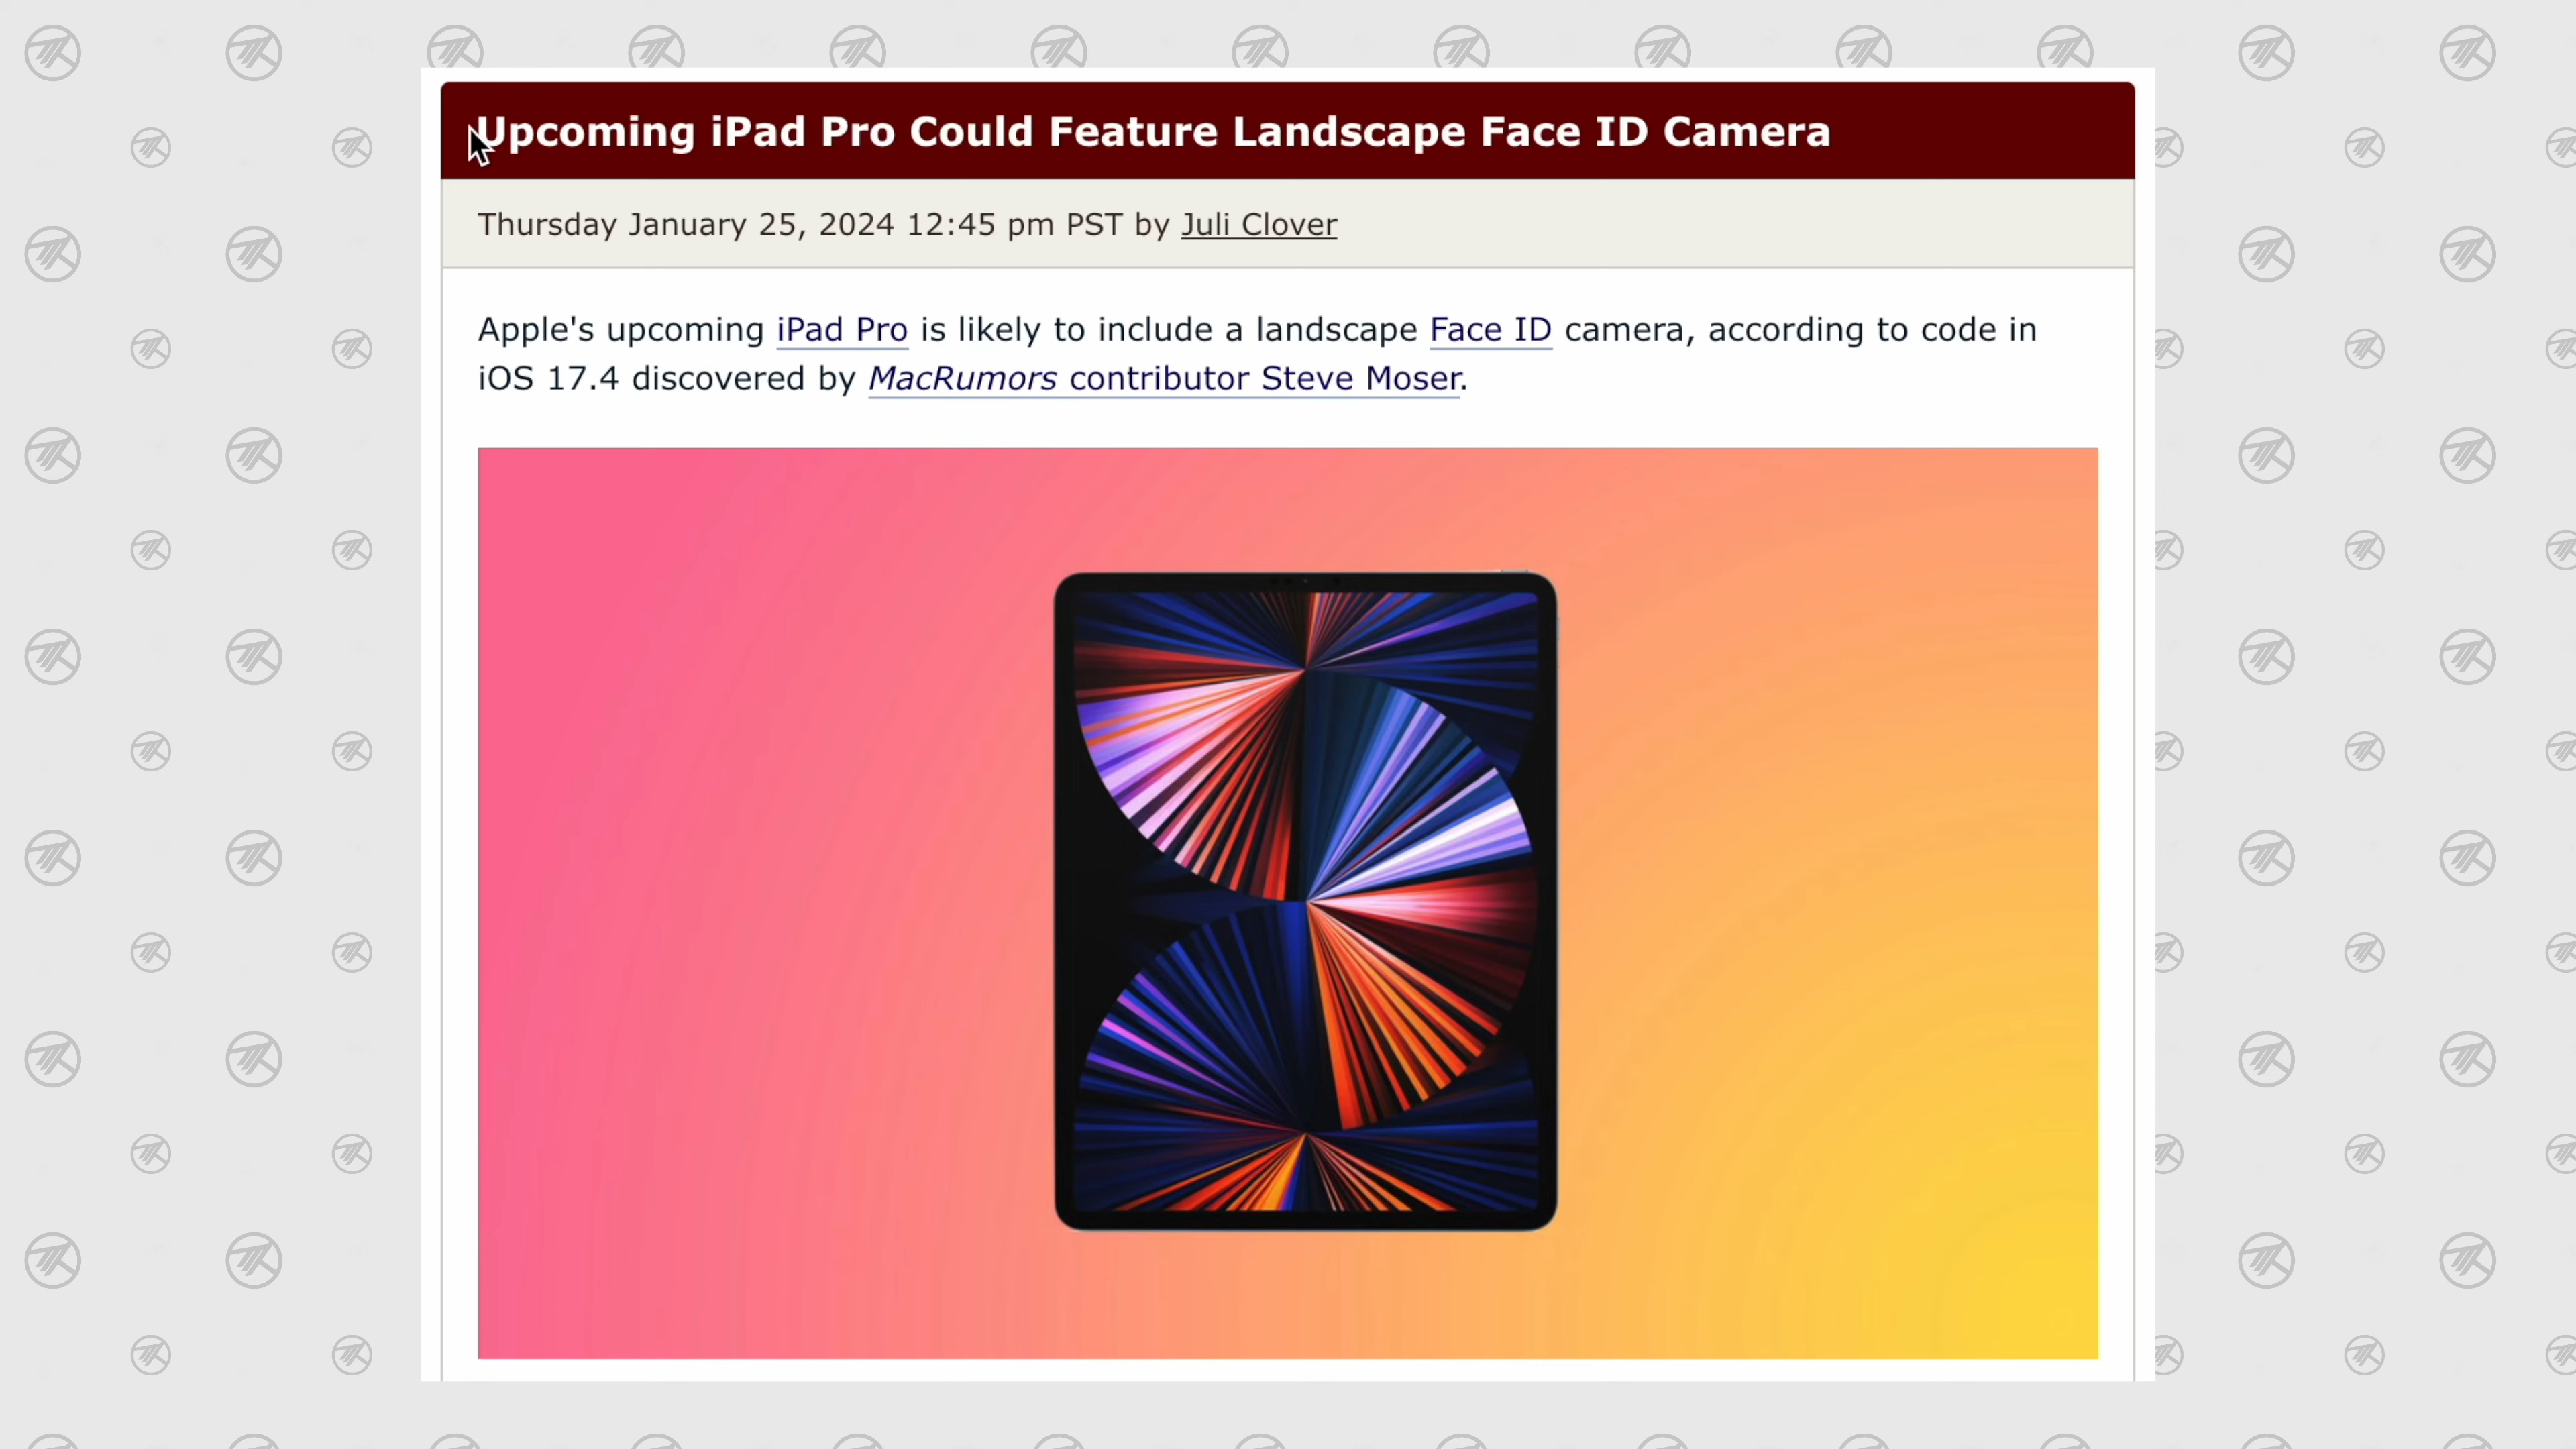 Upcoming iPad Pro Could Feature Landscape Face ID Camera
Thursday January 25, 2024 12:45 pm PST by Juli Clover
Apple's upcoming iPad Pro is likely to include a landscape Face ID camera, according to code in
iOS 17.4 discovered by MacRumors contributor Steve Moser.